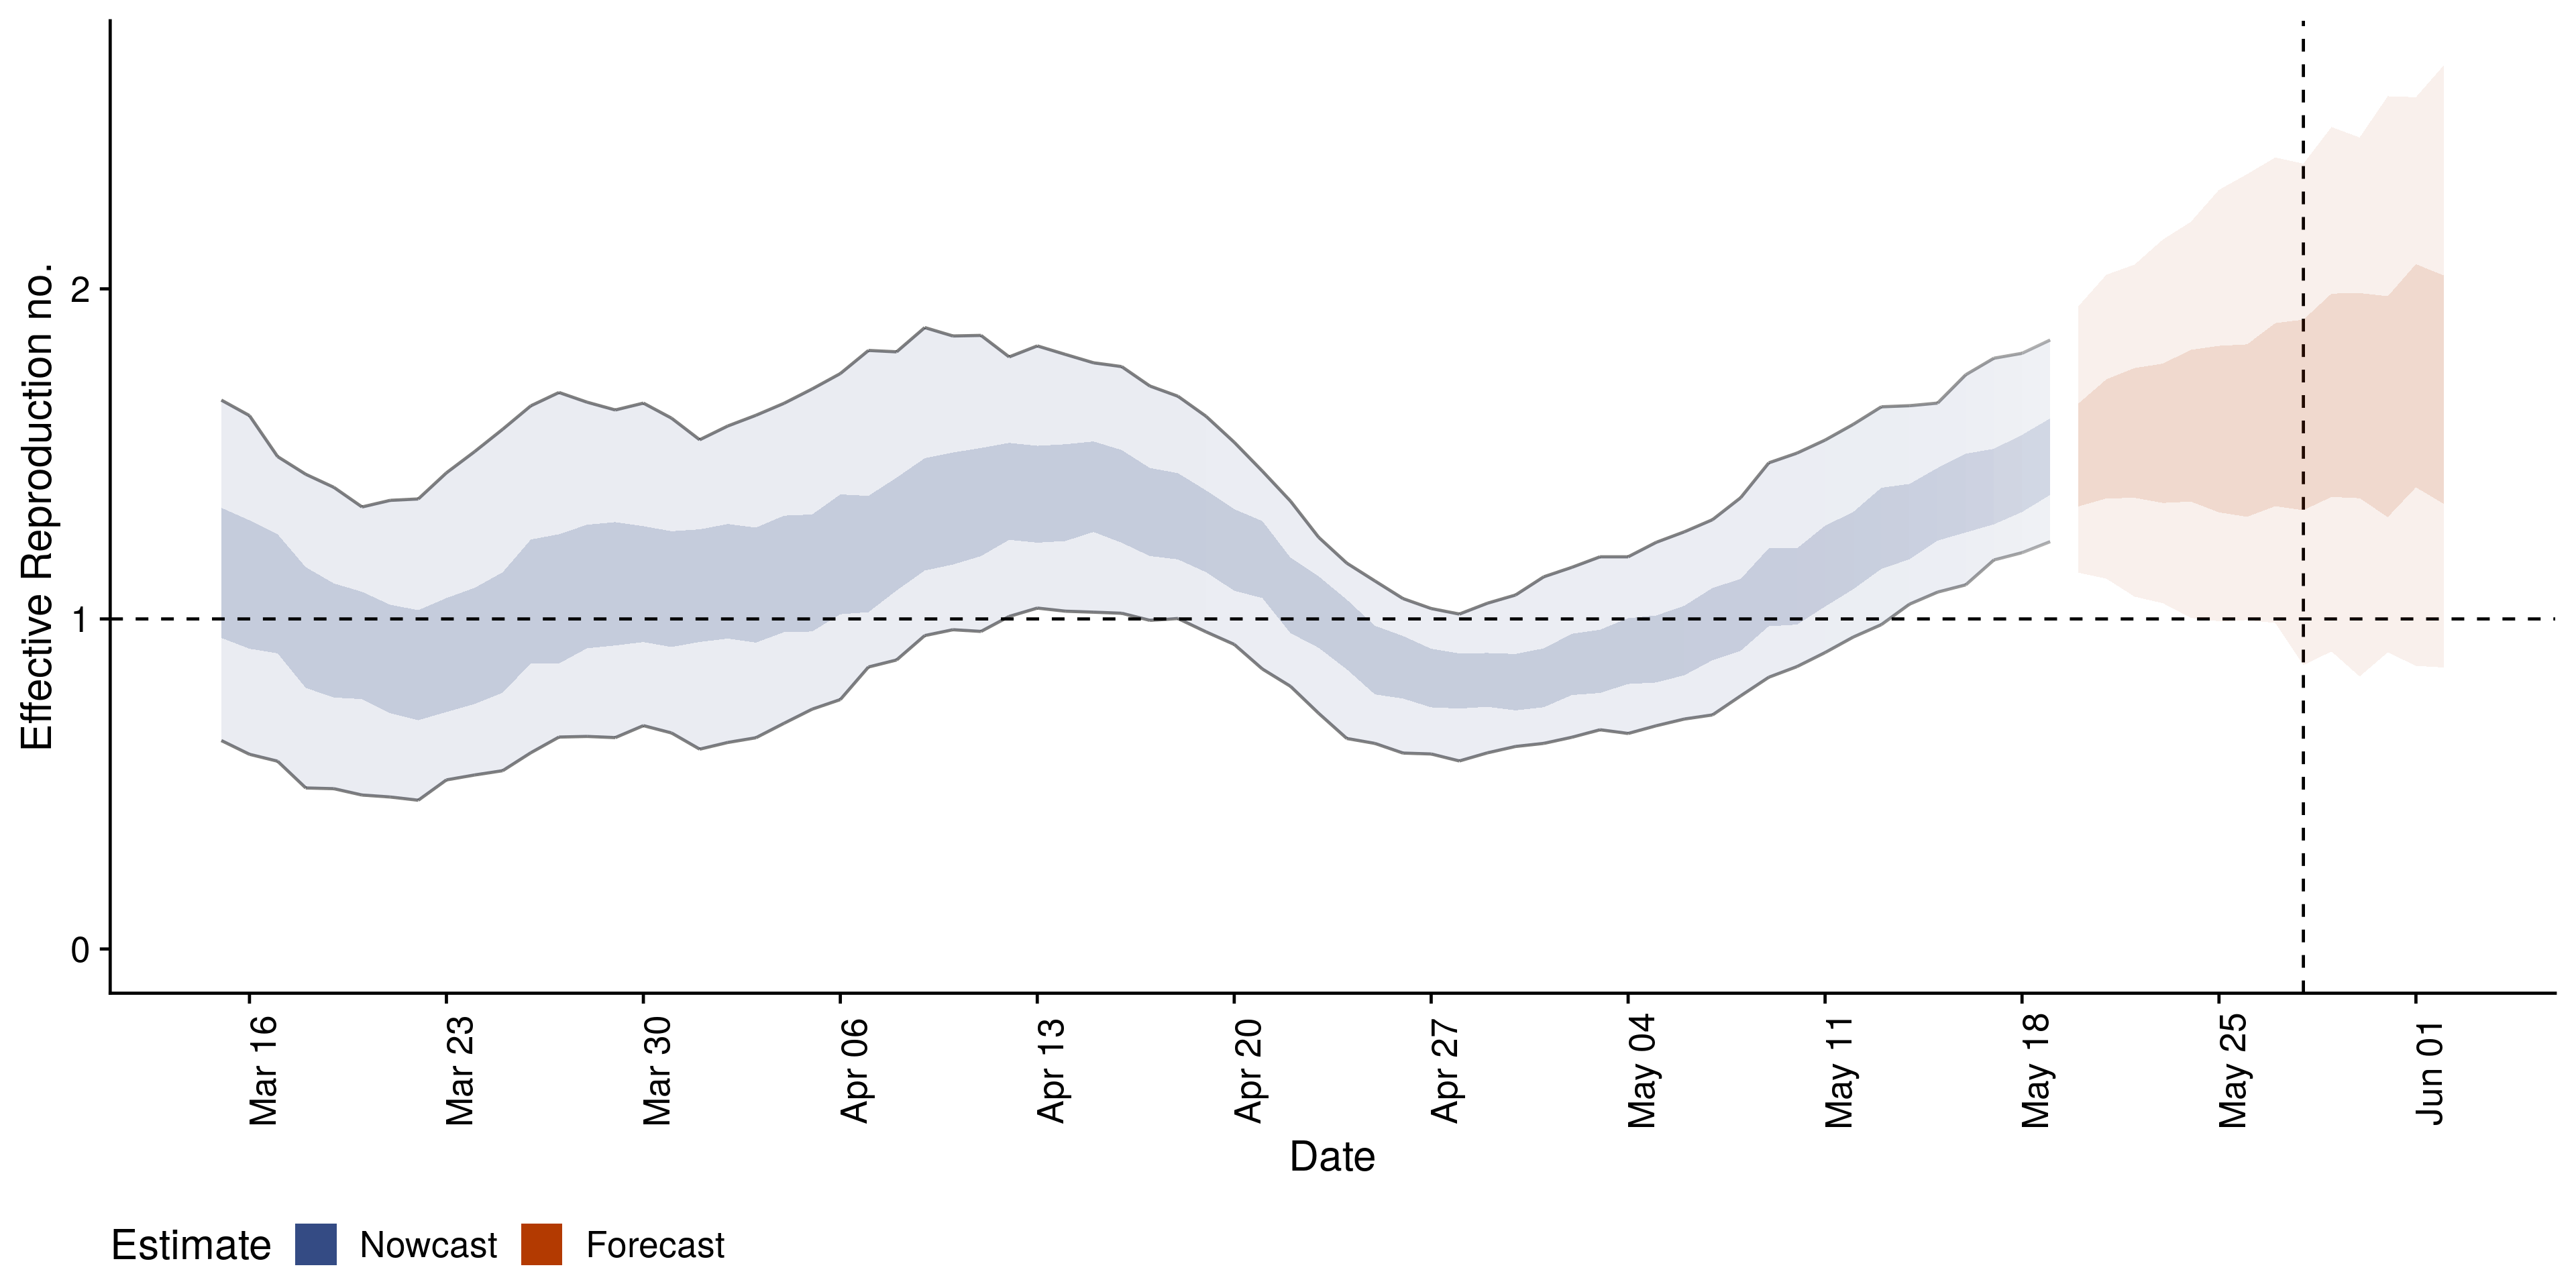 Effective Reproduction no.
2
1
0
Mar 16
Mar 23
Mar 30
Apr 06
Apr 13
Apr 20
Apr 27
May 04
May 11
May 18
May 25
Jun 01
Date
Estimate Nowcast Forecast